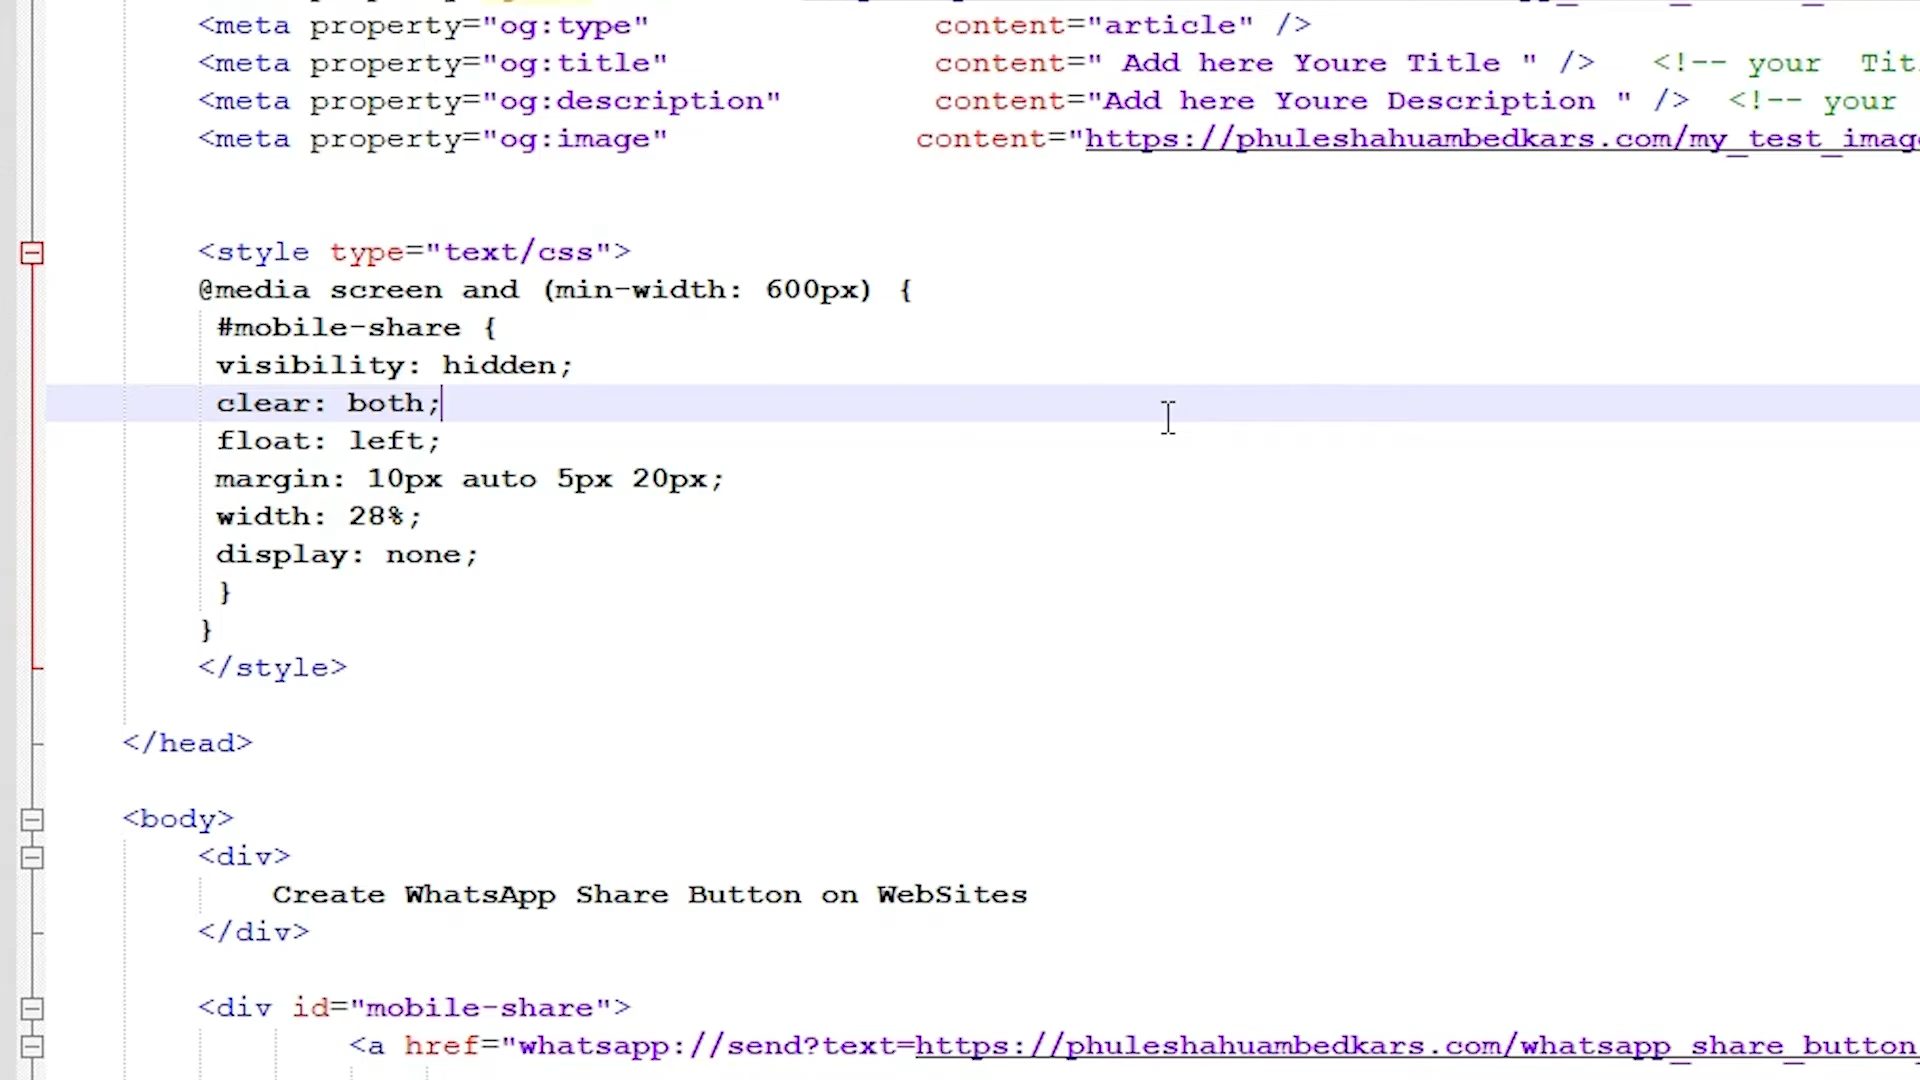 <meta property="og:type" content="article" />
<meta property="og:title" content=" Add here Youre Title " /> <!-- your
<meta property="og:description" content="Add here Youre Description " /> <!-- your
<meta property="og:image" content="https://phuleshahuambedkars.com/my_test_image
<style type="text/css">
@media screen and (min-width: 600px) {
#mobile-share {
visibility: hidden;
clear: both;
float: left;
margin: 10px auto 5px 20px;
width: 28%;
display: none;
}
}
</style>
</head>
<body>
<div>
Create WhatsApp Share Button on WebSites
</div>
<div id="mobile-share">
<a href="whatsapp://send?text=https://phuleshahuambedkars.com/whatsapp_share_button_